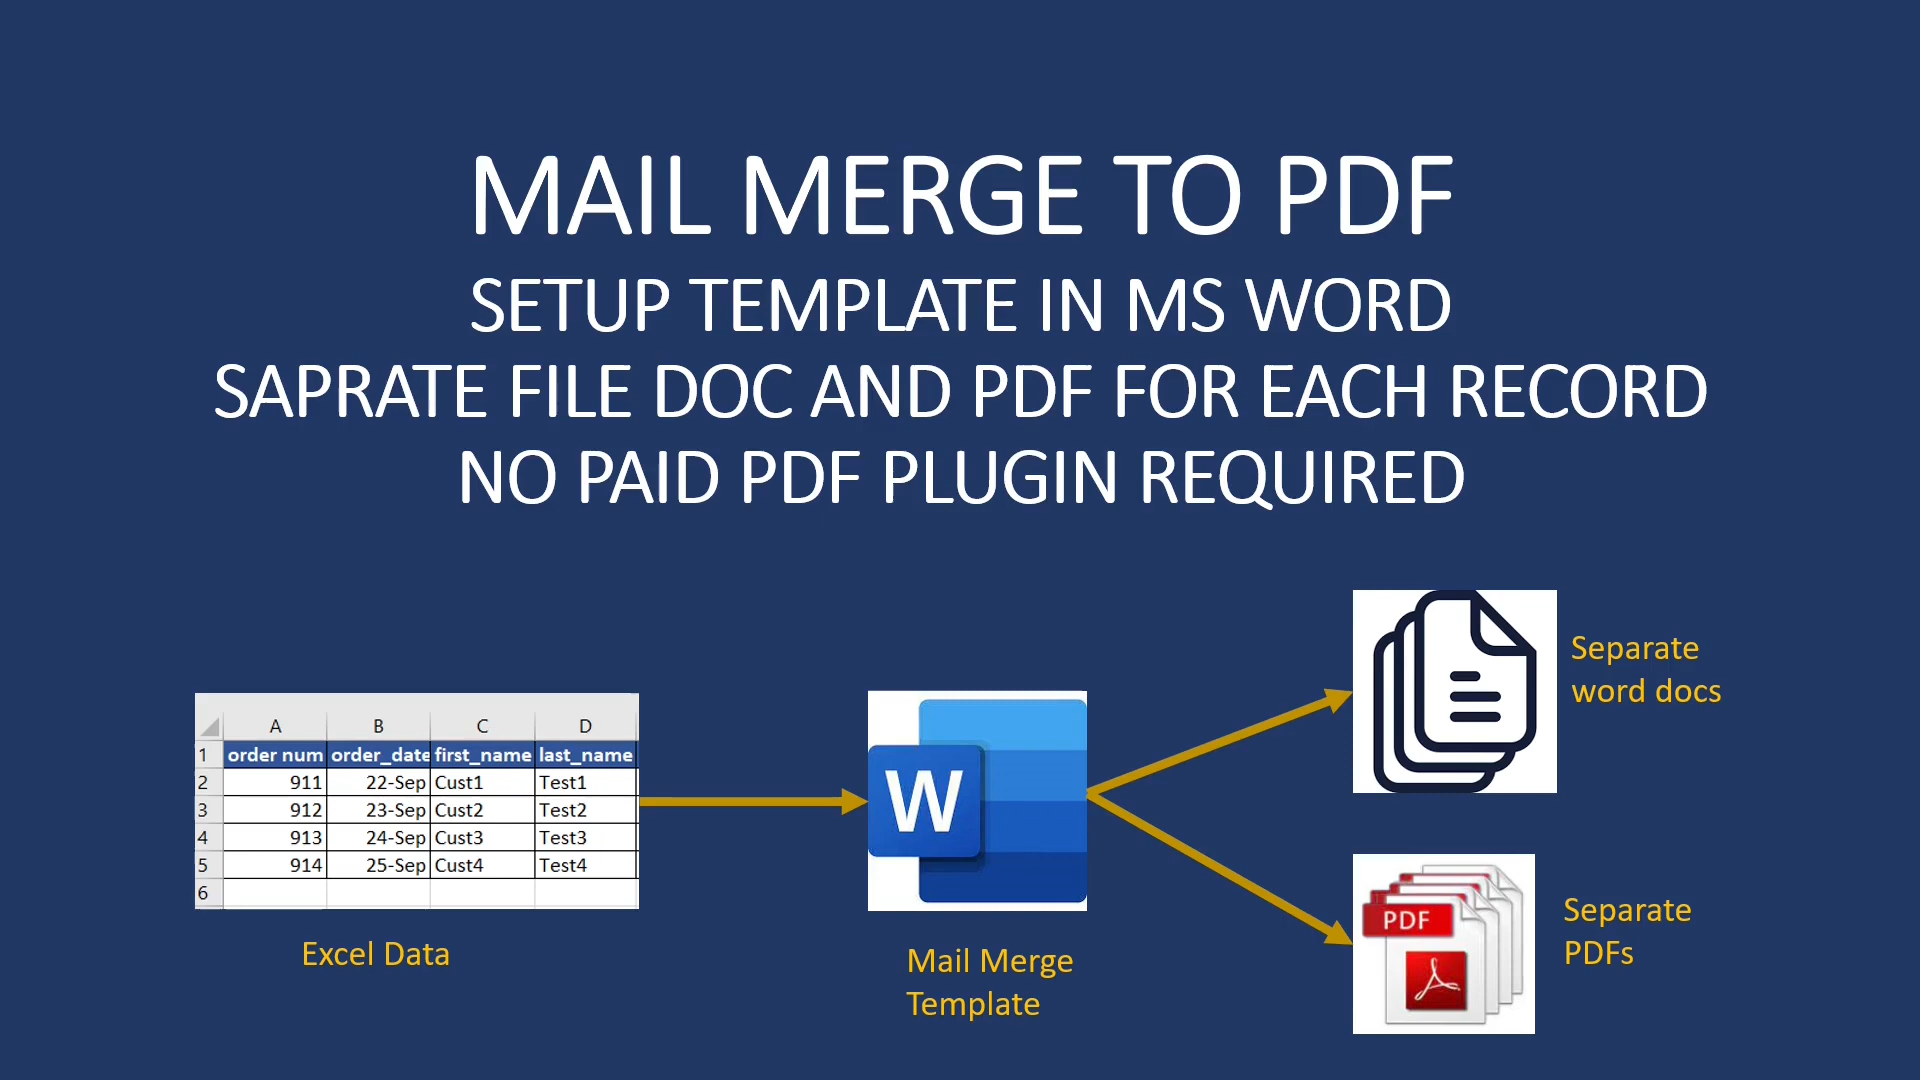 MAIL MERGE TO PDF
SETUP TEMPLATE IN MS WORD
SAPRATE FILE DOC AND PDF FOR EACH RECORD
NO PAID PDF PLUGIN REQUIRED
A B C D
1 order num order_date first_name last_name
2 911 22-Sep Cust1 Test1
3 912 23-Sep Cust2 Test2
4 913 24-Sep Cust3 Test3
5 914 25-Sep Cust4 Test4
6
Excel Data
W
Mail Merge
Template
Separate
word docs
PDF
Separate
PDFs